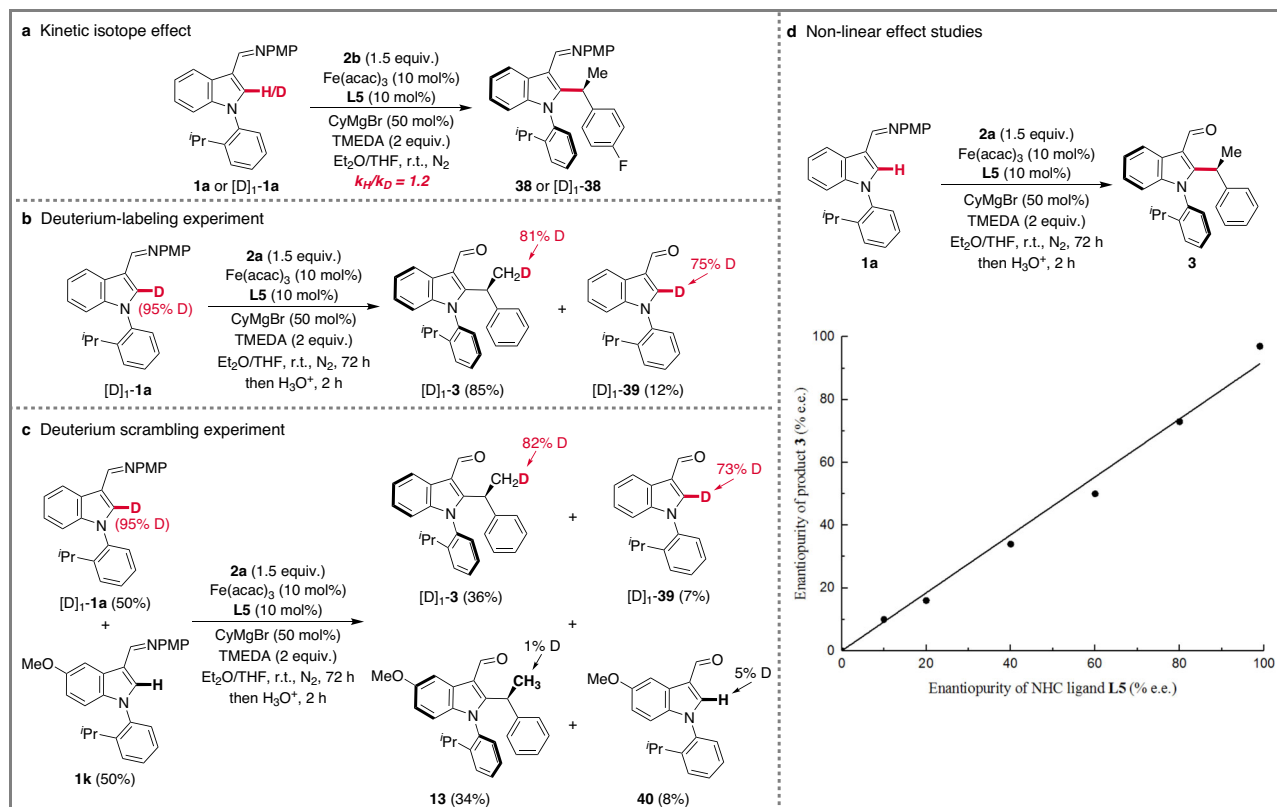 a Kinetic isotope effect
NPMP
H/D
N
iPr
1a or [D]1-1a
2b (1.5 equiv.)
Fe(acac)3 (10 mol%)
L5 (10 mol%)
CyMgBr (50 mol%)
TMEDA (2 equiv.)
Et2O/THF, r.t., N2
kH/kD = 1.2
NPMP
Me
N
iPr
F
38 or [D]1-38
b Deuterium-labeling experiment
NPMP
D
N
(95% D)
iPr
[D]1-1a
2a (1.5 equiv.)
Fe(acac)3 (10 mol%)
L5 (10 mol%)
CyMgBr (50 mol%)
TMEDA (2 equiv.)
Et2O/THF, r.t., N2, 72 h
then H3O+, 2 h
O
81% D
CH2D
N
iPr
[D]1-3 (85%)
+
O
75% D
D
N
iPr
[D]1-39 (12%)
c Deuterium scrambling experiment
NPMP
D
N
(95% D)
iPr
[D]1-1a (50%)
+
NPMP
MeO
H
N
iPr
1k (50%)
2a (1.5 equiv.)
Fe(acac)3 (10 mol%)
L5 (10 mol%)
CyMgBr (50 mol%)
TMEDA (2 equiv.)
Et2O/THF, r.t., N2, 72 h
then H3O+, 2 h
O
82% D
CH2D
N
iPr
[D]1-3 (36%)
+
O
73% D
D
N
iPr
[D]1-39 (7%)
+
+
O
1% D
MeO
CH3
N
iPr
13 (34%)
+
O
5% D
MeO
H
N
iPr
40 (8%)
d Non-linear effect studies
NPMP
H
N
iPr
1a
2a (1.5 equiv.)
Fe(acac)3 (10 mol%)
L5 (10 mol%)
CyMgBr (50 mol%)
TMEDA (2 equiv.)
Et2O/THF, r.t., N2, 72 h
then H3O+, 2 h
O
Me
N
iPr
3
Enantiopurity of product 3 (% e.e.)
100
80
60
40
20
0
20
40
60
80
100
Enantiopurity of NHC ligand L5 (% e.e.)